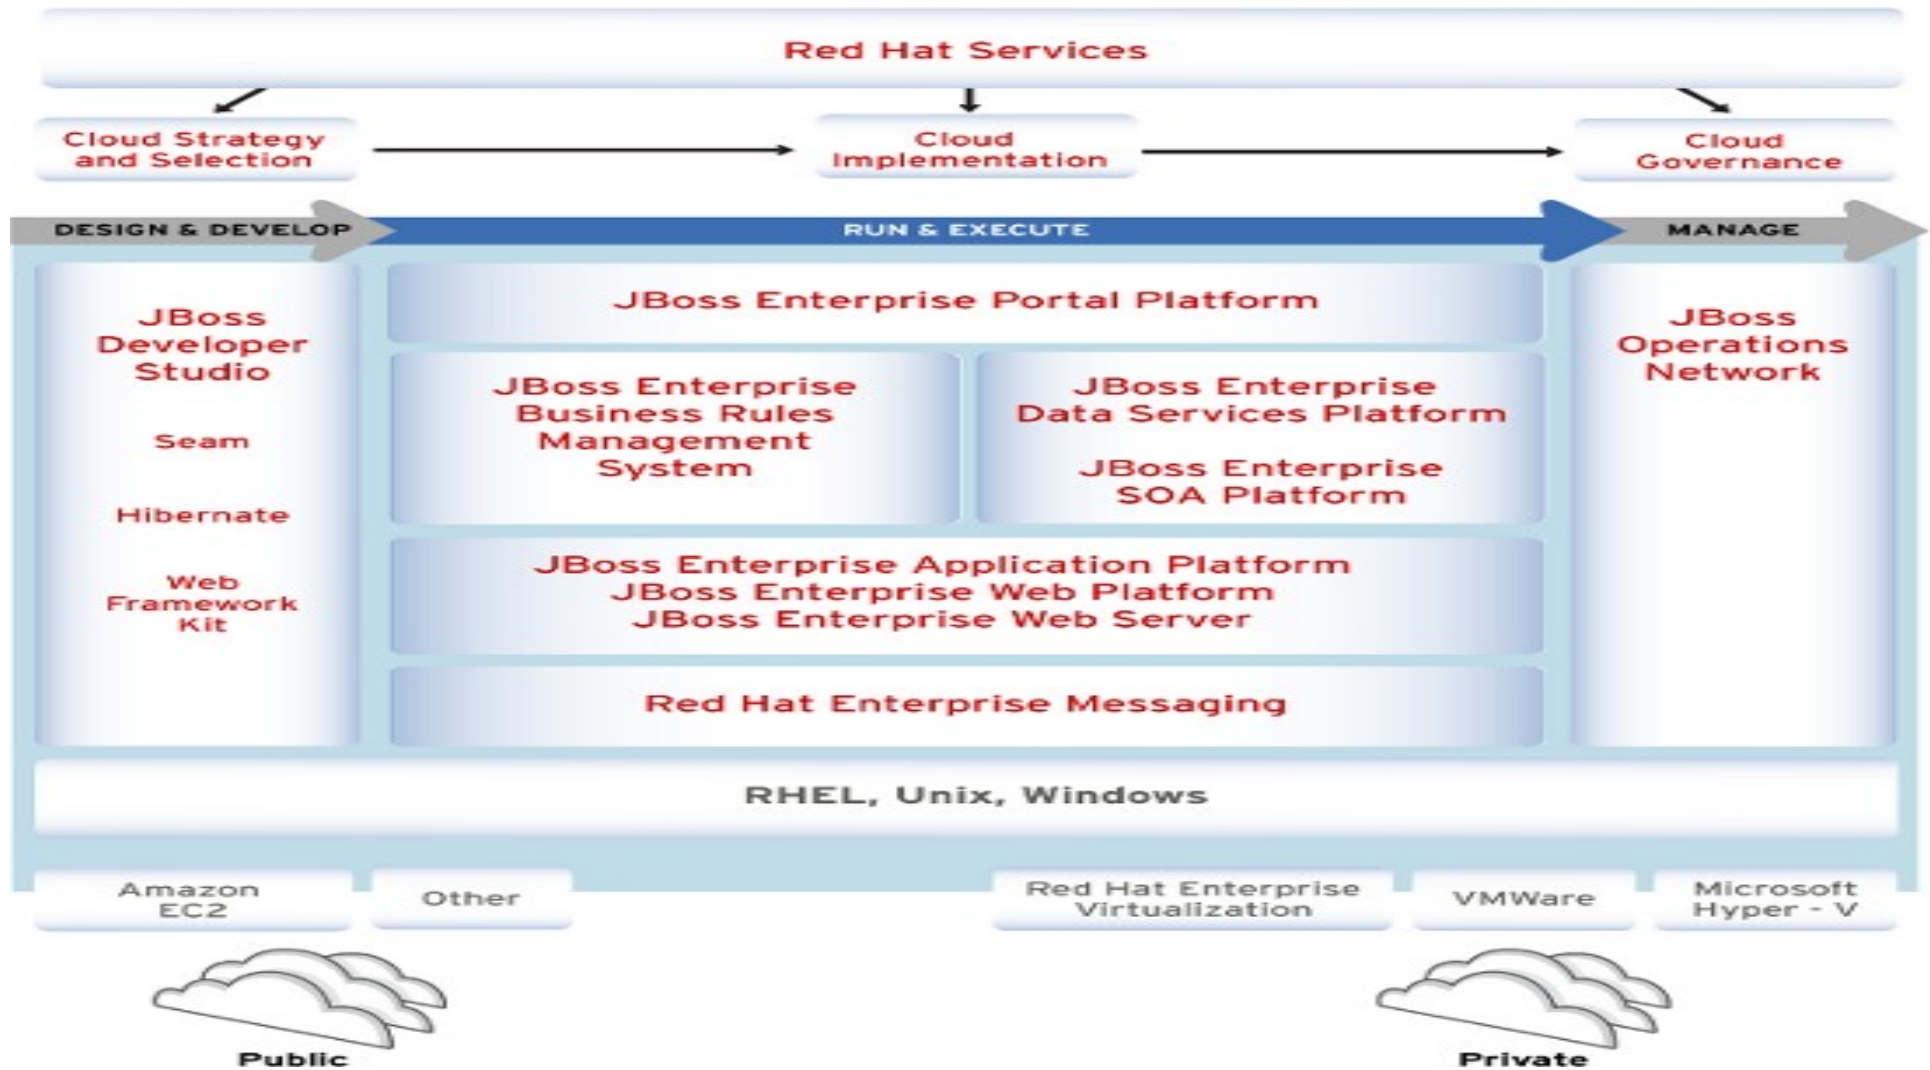 Red Hat Services
Cloud Strategy
and Selection
Cloud
Implementation
Cloud
Governance
DESIGN & DEVELOP
RUN & EXECUTE
MANAGE
JBoss
Developer
Studio
Seam
Hibernate
Web
Framework
Kit
JBoss Enterprise Portal Platform
JBoss Enterprise
Business Rules
Management
System
JBoss Enterprise
Data Services Platform
JBoss Enterprise
SOA Platform
JBoss Enterprise Application Platform
JBoss Enterprise Web Platform
JBoss Enterprise Web Server
Red Hat Enterprise Messaging
JBoss
Operations
Network
RHEL, Unix, Windows
Amazon
EC2
Other
Red Hat Enterprise
Virtualization
VMWare
Microsoft
Hyper - V
Public
Private